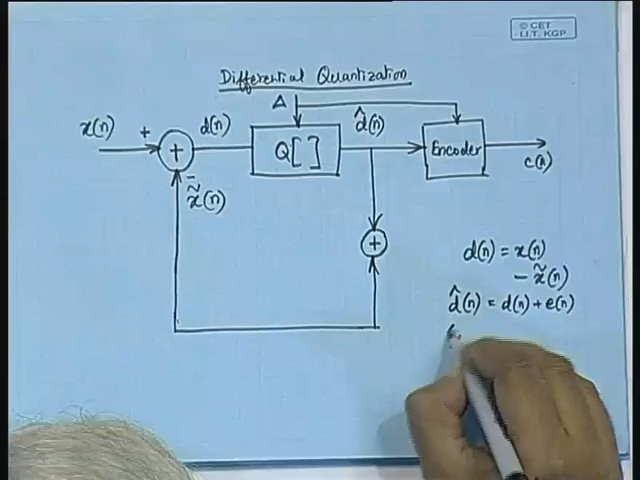 © CET
I.I.T. KGP
Differential Quantization
Δ
x(n)
+
+
d(n)
Q[ ]
d̂(n)
Encoder
c(n)
-
x̃(n)
+
d(n) = x(n)
- x̃(n)
d̂(n) = d(n) + e(n)